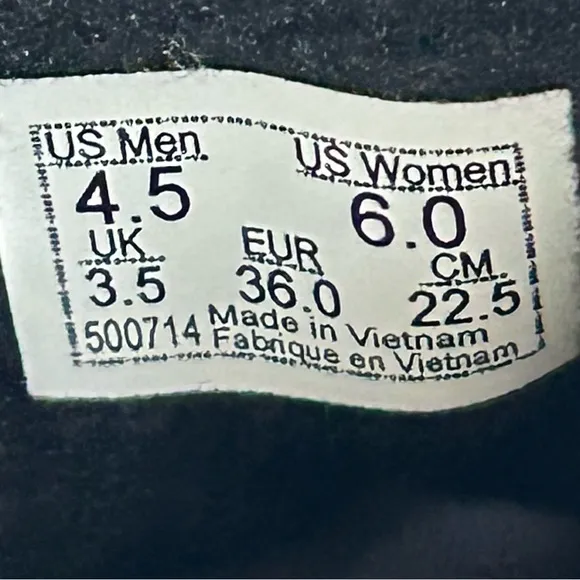 US Men US Women
4.5 6.0
UK EUR CM
3.5 36.0 22.5
500714 Made in Vietnam
Fabrique en Vietnam